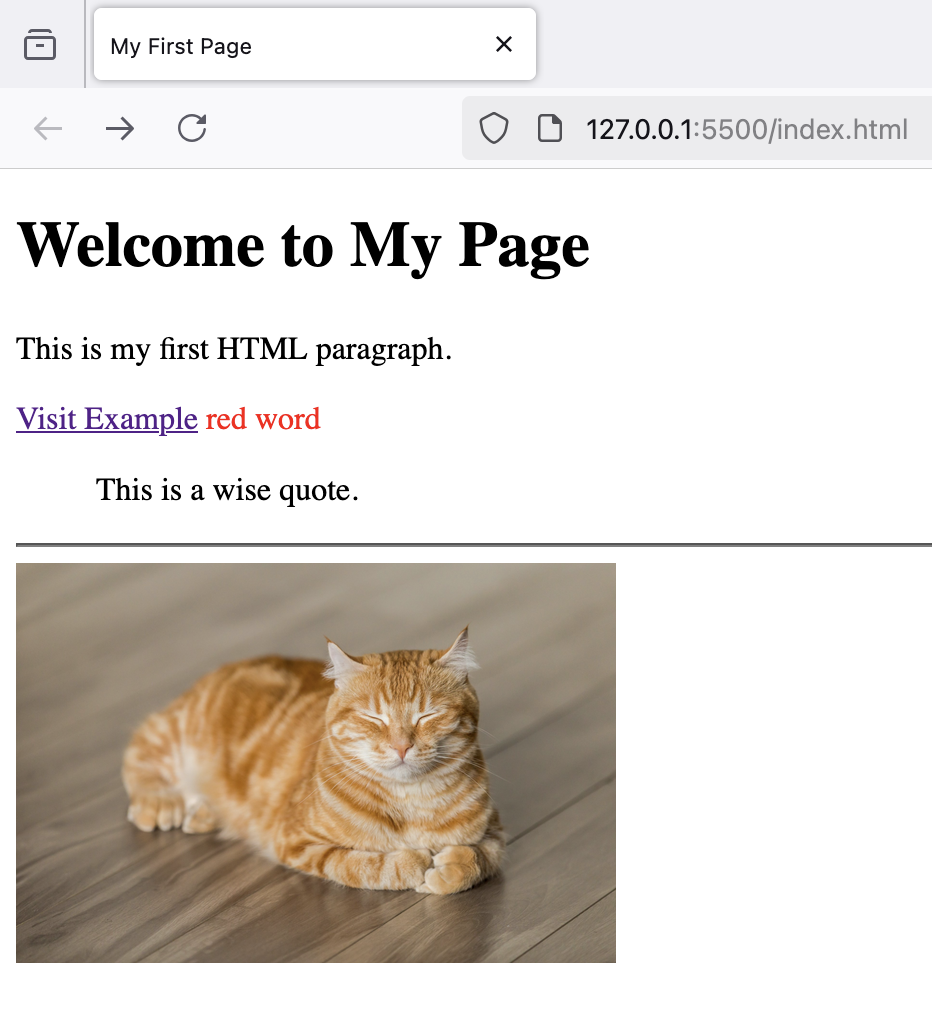 My First Page
127.0.0.1:5500/index.html
Welcome to My Page
This is my first HTML paragraph.
Visit Example red word
This is a wise quote.